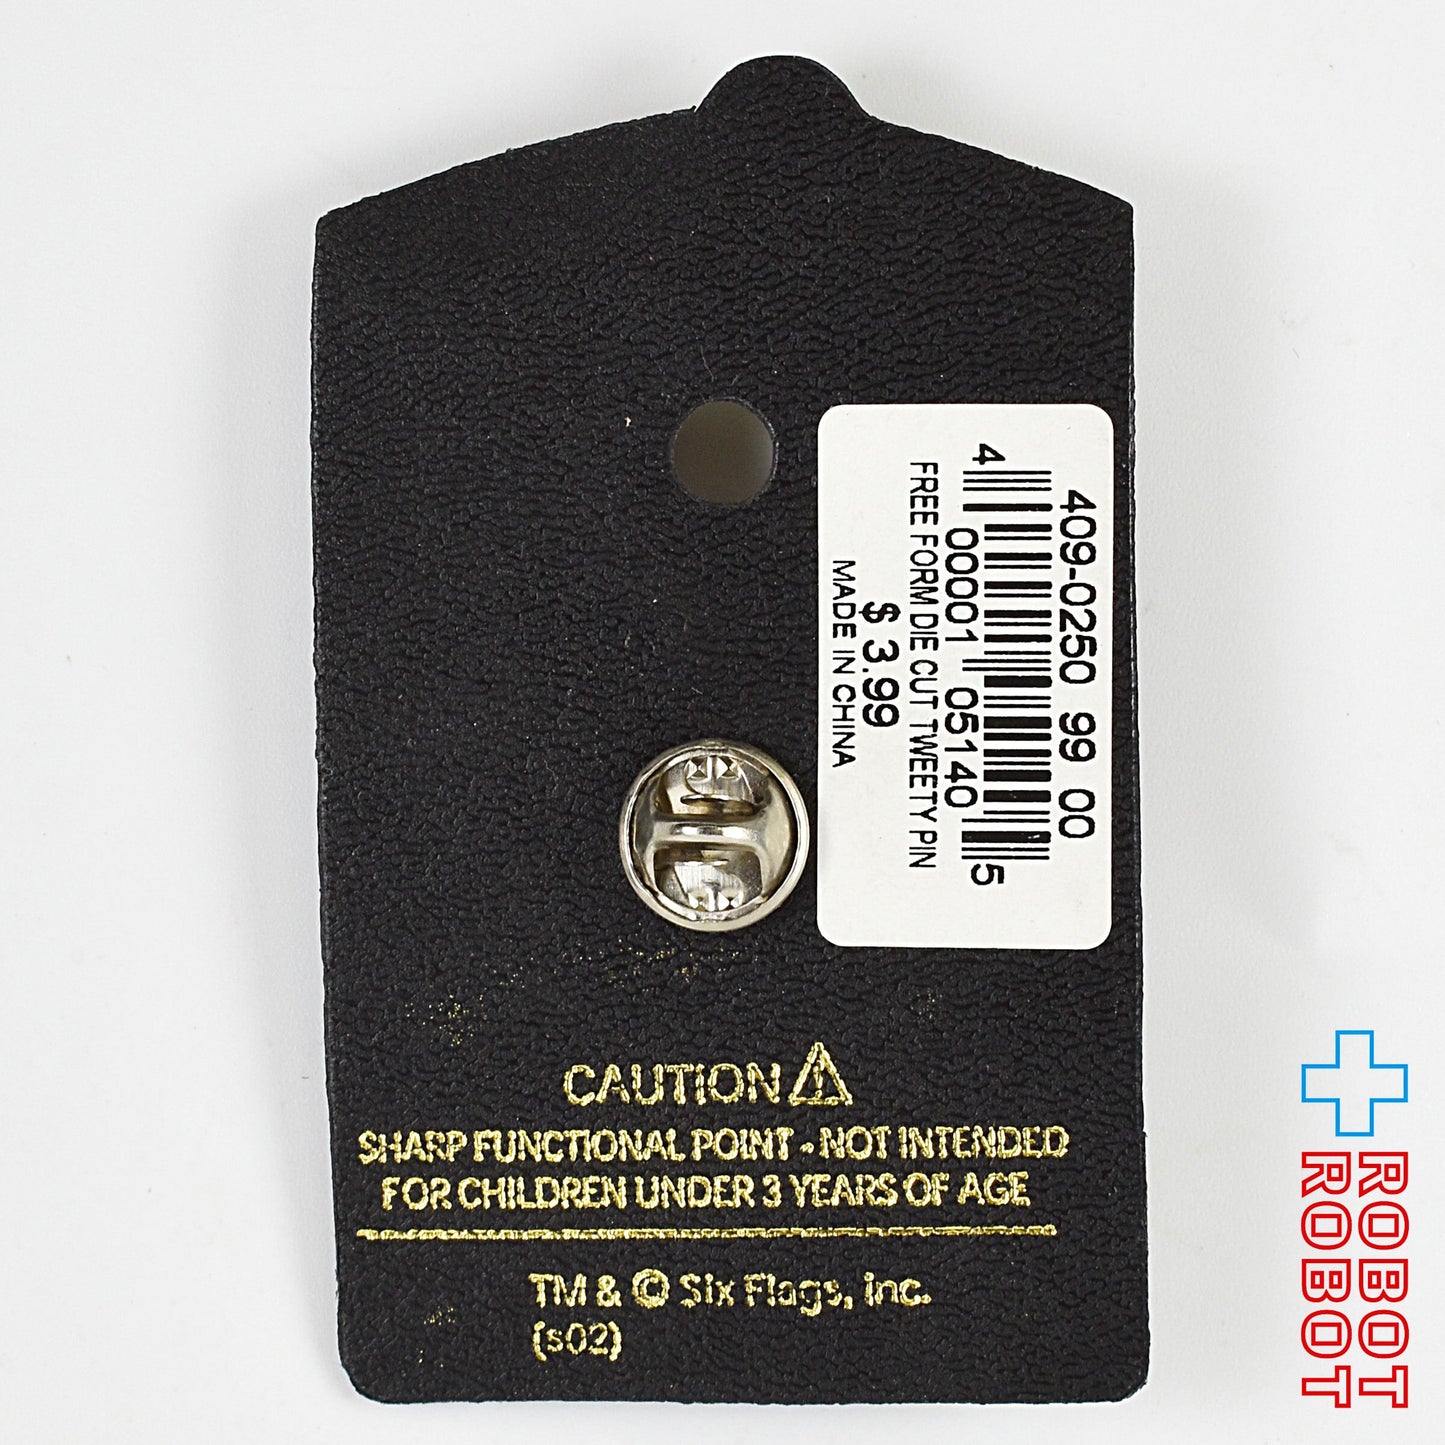 409-0250 99 00
4 00001 05140 5
FREE FORM DIE CUT TWEETY PIN
$ 3.99
MADE IN CHINA
CAUTION
SHARP FUNCTIONAL POINT - NOT INTENDED
FOR CHILDREN UNDER 3 YEARS OF AGE
TM & © Six Flags, Inc.
(s02)
ROBOT
ROBOT